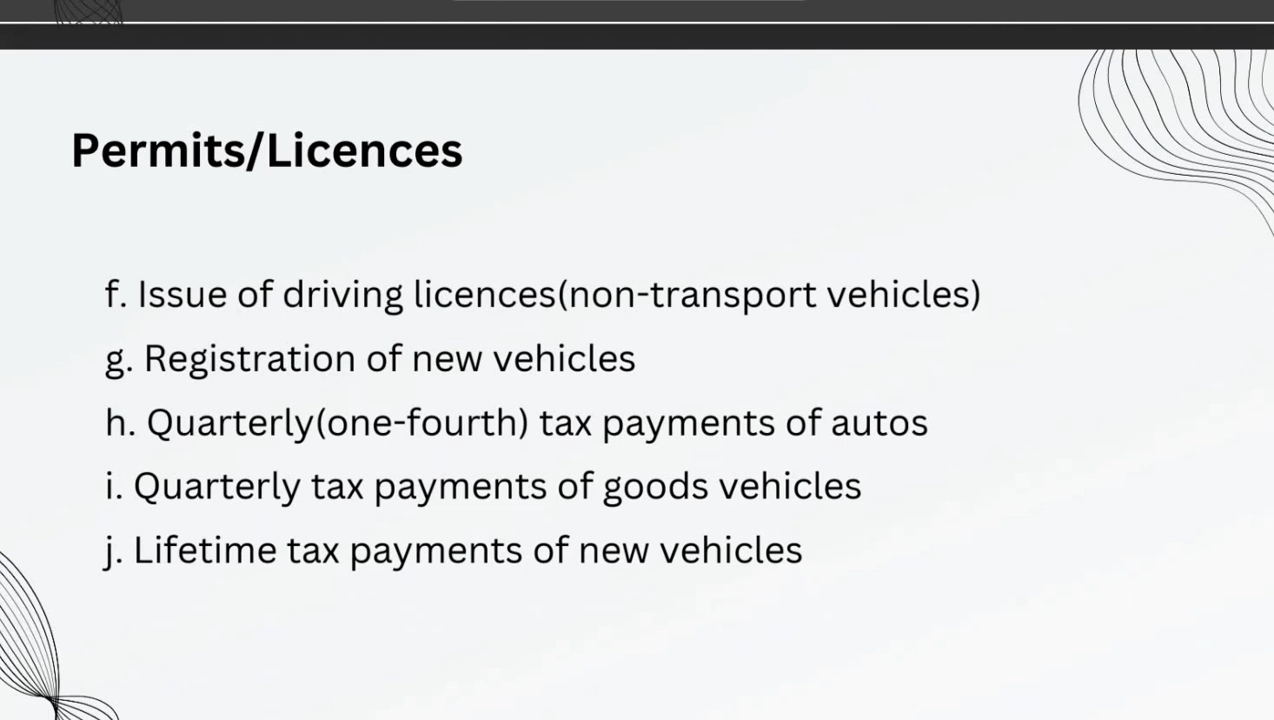 Permits/Licences
f. Issue of driving licences(non-transport vehicles)
g. Registration of new vehicles
h. Quarterly(one-fourth) tax payments of autos
i. Quarterly tax payments of goods vehicles
j. Lifetime tax payments of new vehicles